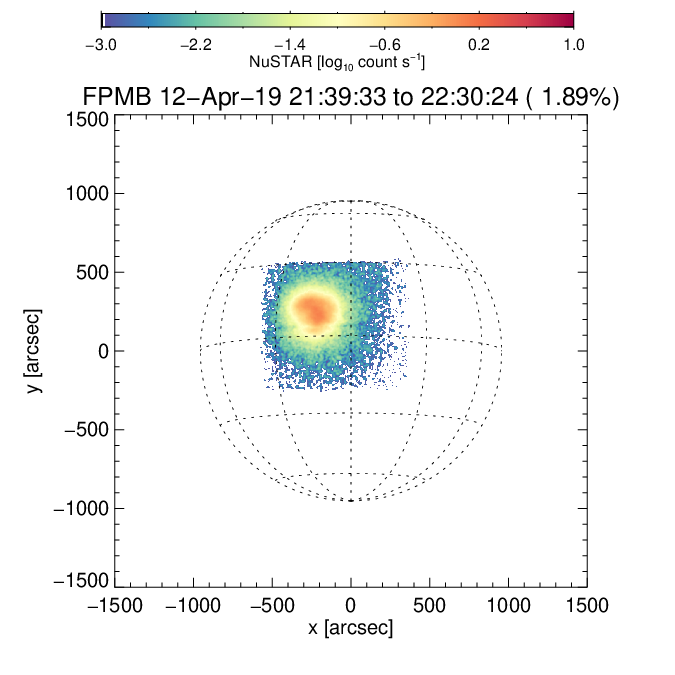 −3.0 −2.2 −1.4 −0.6 0.2 1.0
NuSTAR [log10 count s−1]
FPMB 12−Apr−19 21:39:33 to 22:30:24 ( 1.89%)
1500
1000
500
0
−500
−1000
−1500
y [arcsec]
−1500 −1000 −500 0 500 1000 1500
x [arcsec]